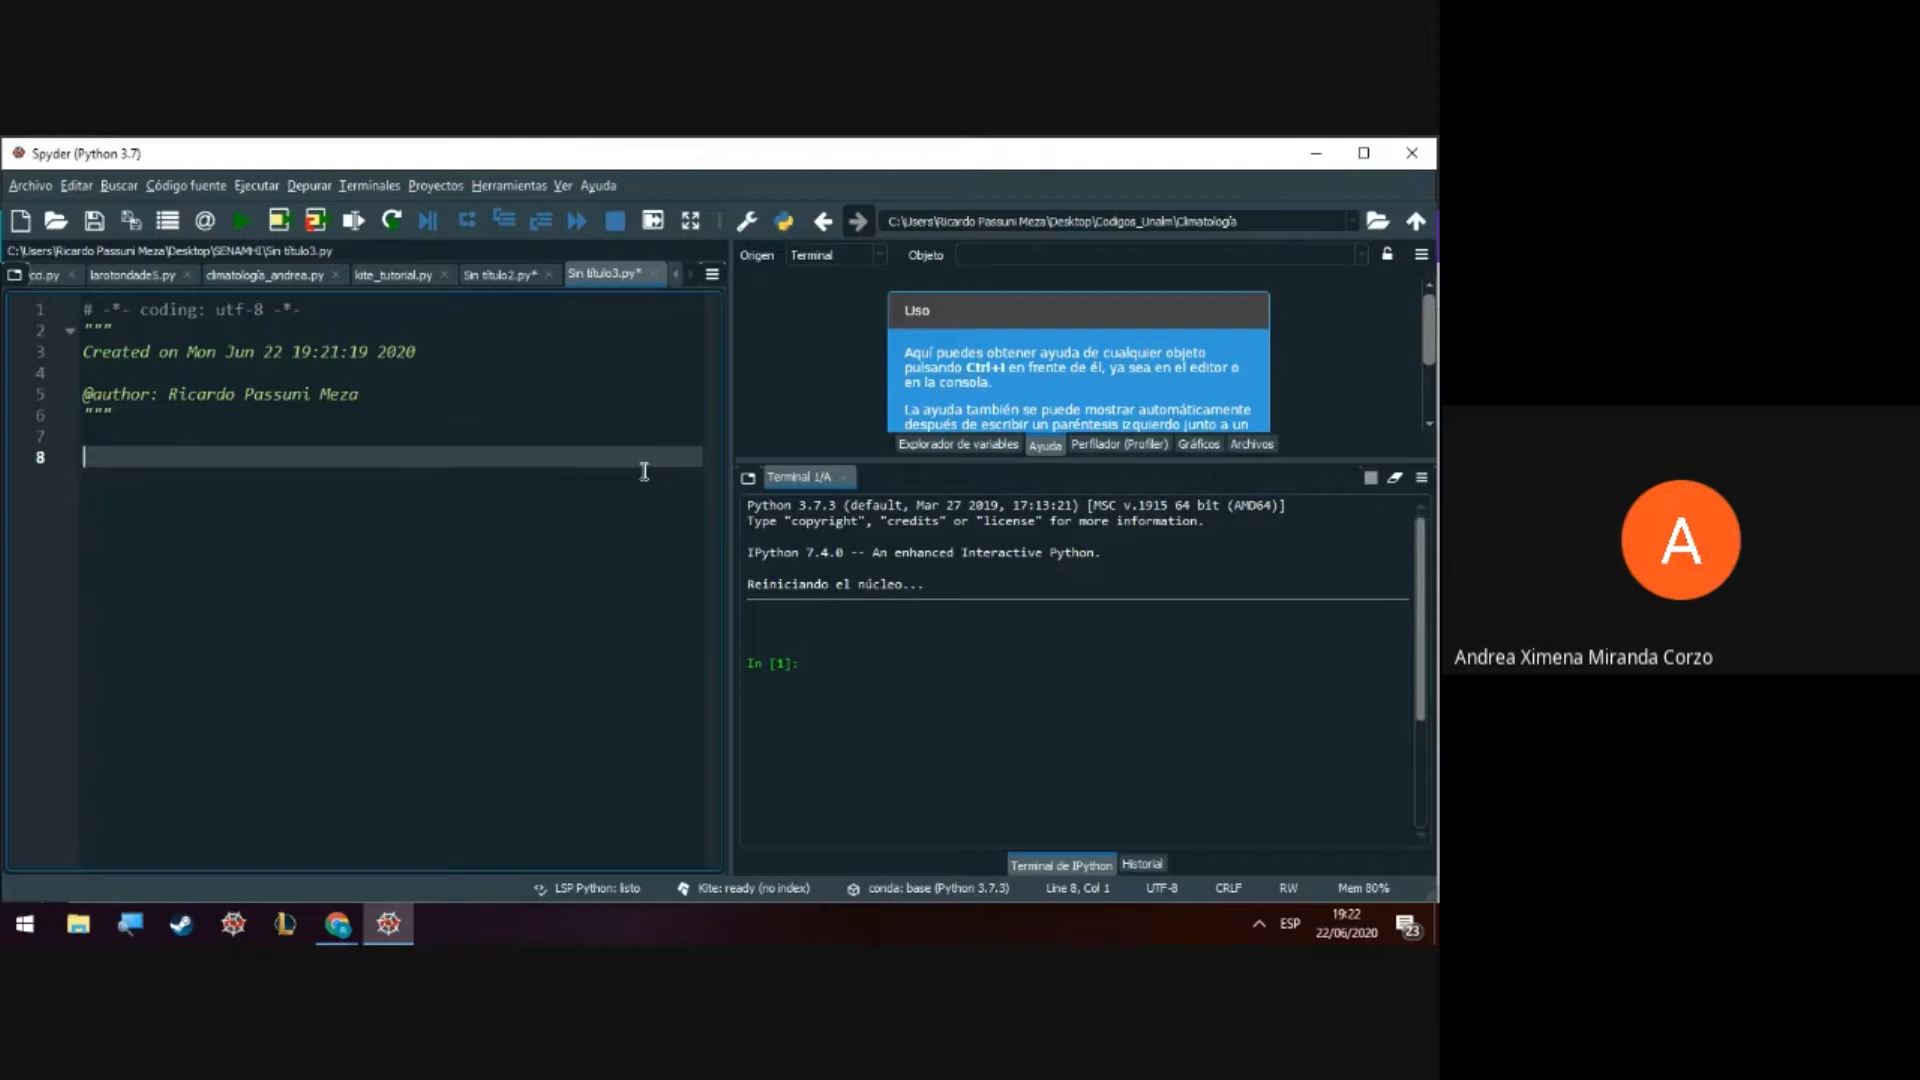 Spyder (Python 3.7)
Archivo Editar Buscar Código fuente Ejecutar Depurar Terminales Proyectos Herramientas Ver Ayuda
C:\Users\Ricardo Passuni Meza\Desktop\Codigos_Unalm\Climatología
C:\Users\Ricardo Passuni Meza\Desktop\SENAMHI\Sin título3.py
co.py larotondade5.py climatología_andrea.py kite_tutorial.py Sin título2.py* Sin título3.py*
1 # -*- coding: utf-8 -*-
2 """
3 Created on Mon Jun 22 19:21:19 2020
4
5 @author: Ricardo Passuni Meza
6 """
7
8
Origen Terminal Objeto
Uso
Aquí puedes obtener ayuda de cualquier objeto
pulsando Ctrl+I en frente de él, ya sea en el editor o
en la consola.
La ayuda también se puede mostrar automáticamente
después de escribir un paréntesis izquierdo junto a un
Explorador de variables Ayuda Perfilador (Profiler) Gráficos Archivos
Terminal 1/A
Python 3.7.3 (default, Mar 27 2019, 17:13:21) [MSC v.1915 64 bit (AMD64)]
Type "copyright", "credits" or "license" for more information.
IPython 7.4.0 -- An enhanced Interactive Python.
Reiniciando el núcleo...
In [1]:
Terminal de IPython Historial
LSP Python: listo Kite: ready (no index) conda: base (Python 3.7.3) Line 8, Col 1 UTF-8 CRLF RW Mem 80%
ESP
19:22
22/06/2020
23
A
Andrea Ximena Miranda Corzo